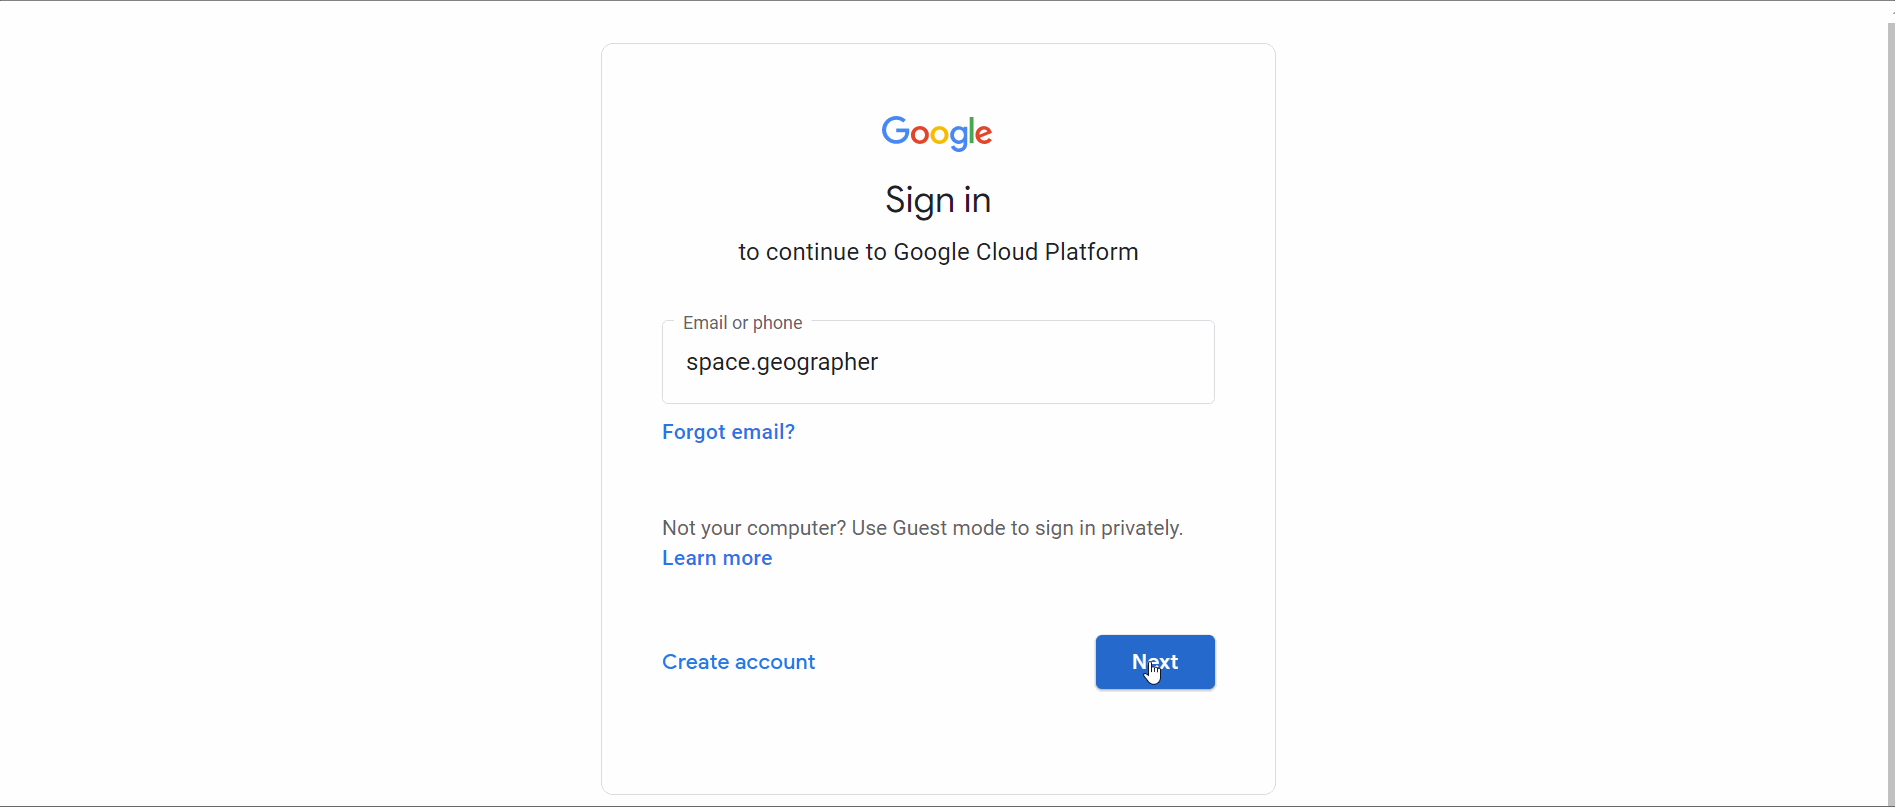 Google
Sign in
to continue to Google Cloud Platform
Email or phone
space.geographer
Forgot email?
Not your computer? Use Guest mode to sign in privately.
Learn more
Create account
Next